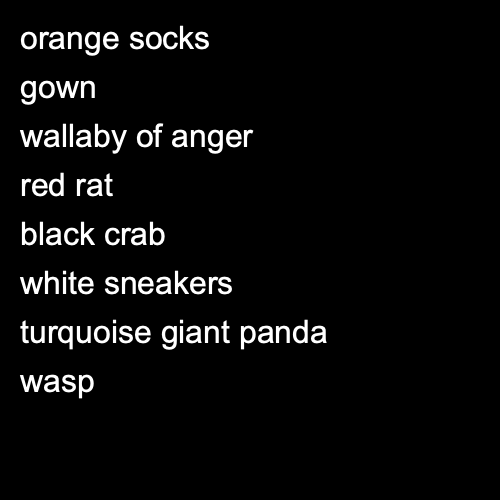 orange socks
gown
wallaby of anger
red rat
black crab
white sneakers
turquoise giant panda
wasp